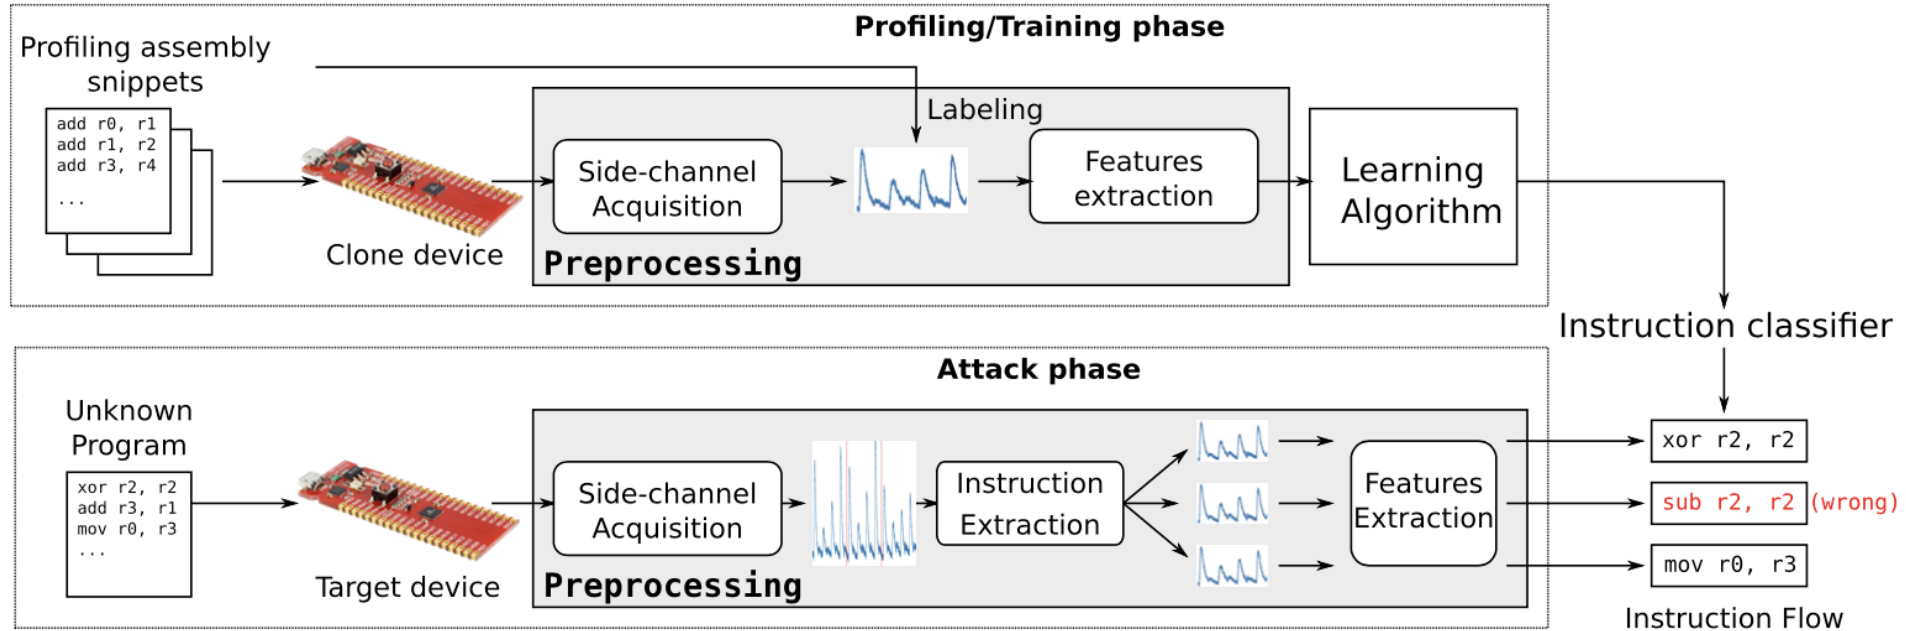 Profiling/Training phase
Profiling assembly
snippets
add r0, r1
add r1, r2
add r3, r4
...
Clone device
Side-channel
Acquisition
Preprocessing
Labeling
Features
extraction
Learning
Algorithm
Instruction classifier
Attack phase
Unknown
Program
xor r2, r2
add r3, r1
mov r0, r3
...
Target device
Side-channel
Acquisition
Preprocessing
Instruction
Extraction
Features
Extraction
xor r2, r2
sub r2, r2 (wrong)
mov r0, r3
Instruction Flow